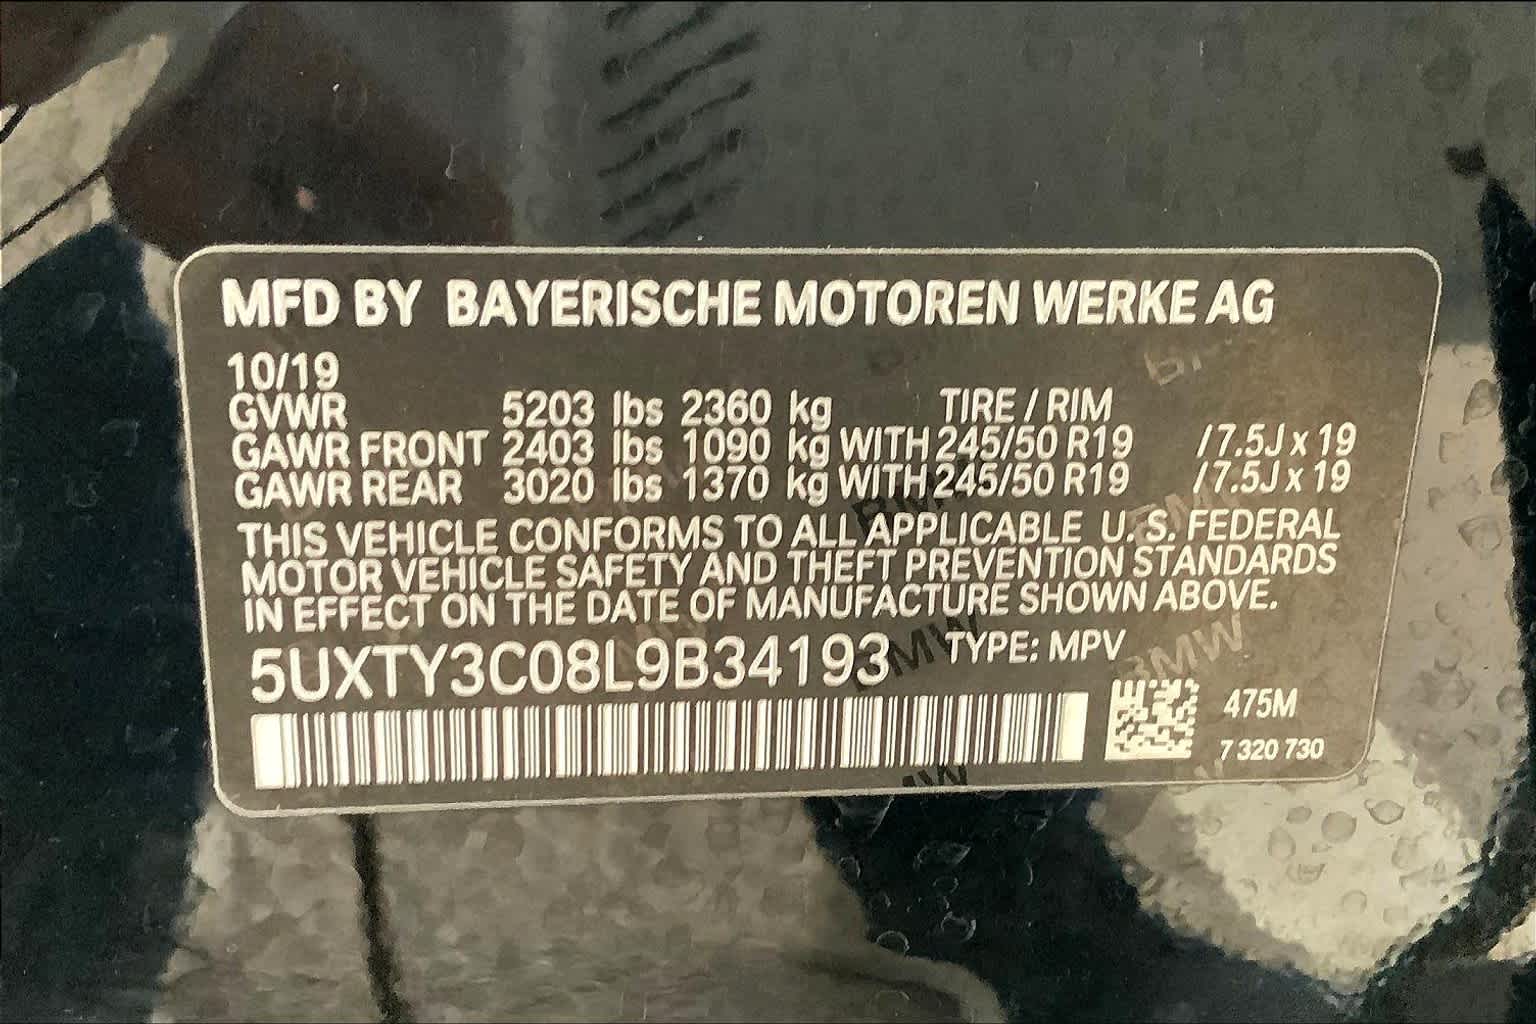 MFD BY BAYERISCHE MOTOREN WERKE AG
10/19
GVWR 5203 lbs 2360 kg TIRE / RIM
GAWR FRONT 2403 lbs 1090 kg WITH 245/50 R19 /7.5J x 19
GAWR REAR 3020 lbs 1370 kg WITH 245/50 R19 /7.5J x 19
THIS VEHICLE CONFORMS TO ALL APPLICABLE U. S. FEDERAL
MOTOR VEHICLE SAFETY AND THEFT PREVENTION STANDARDS
IN EFFECT ON THE DATE OF MANUFACTURE SHOWN ABOVE.
5UXTY3C08L9B34193 TYPE: MPV
BMW BMW
475M
7 320 730
BMW